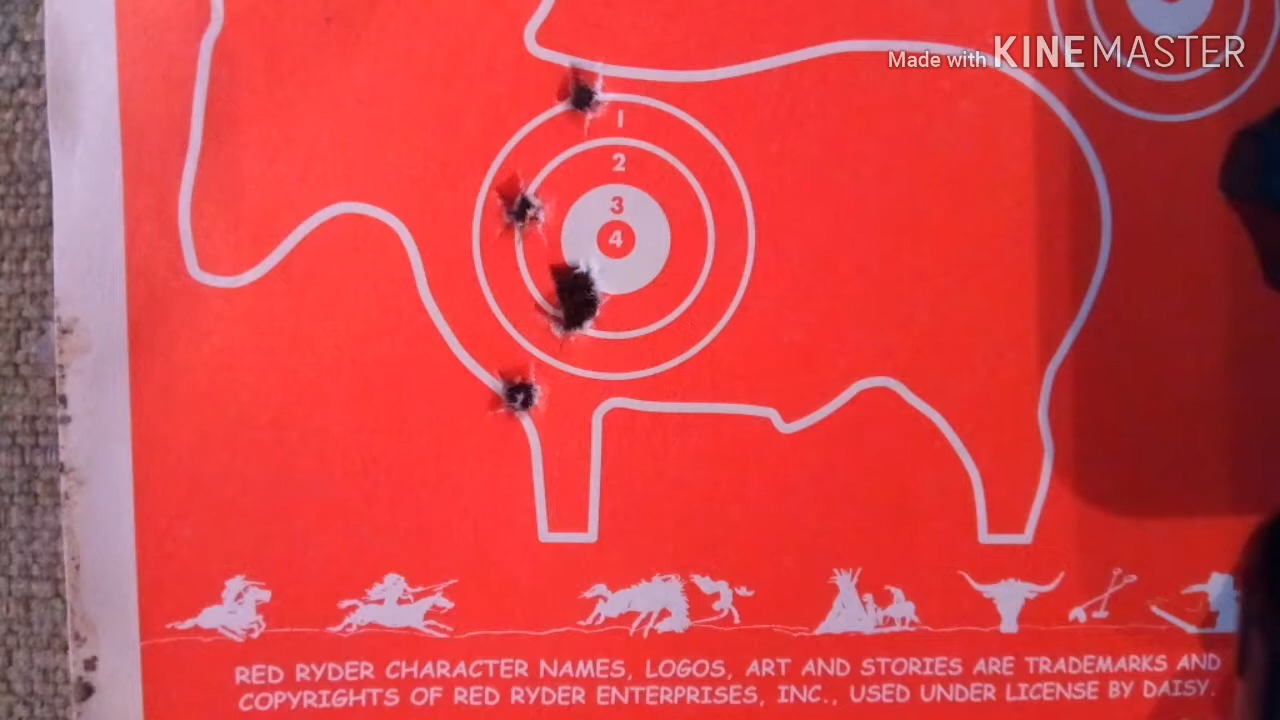 Made with KINEMASTER
1
2
3
4
RED RYDER CHARACTER NAMES, LOGOS, ART AND STORIES ARE TRADEMARKS AND
COPYRIGHTS OF RED RYDER ENTERPRISES, INC., USED UNDER LICENSE BY DAISY.